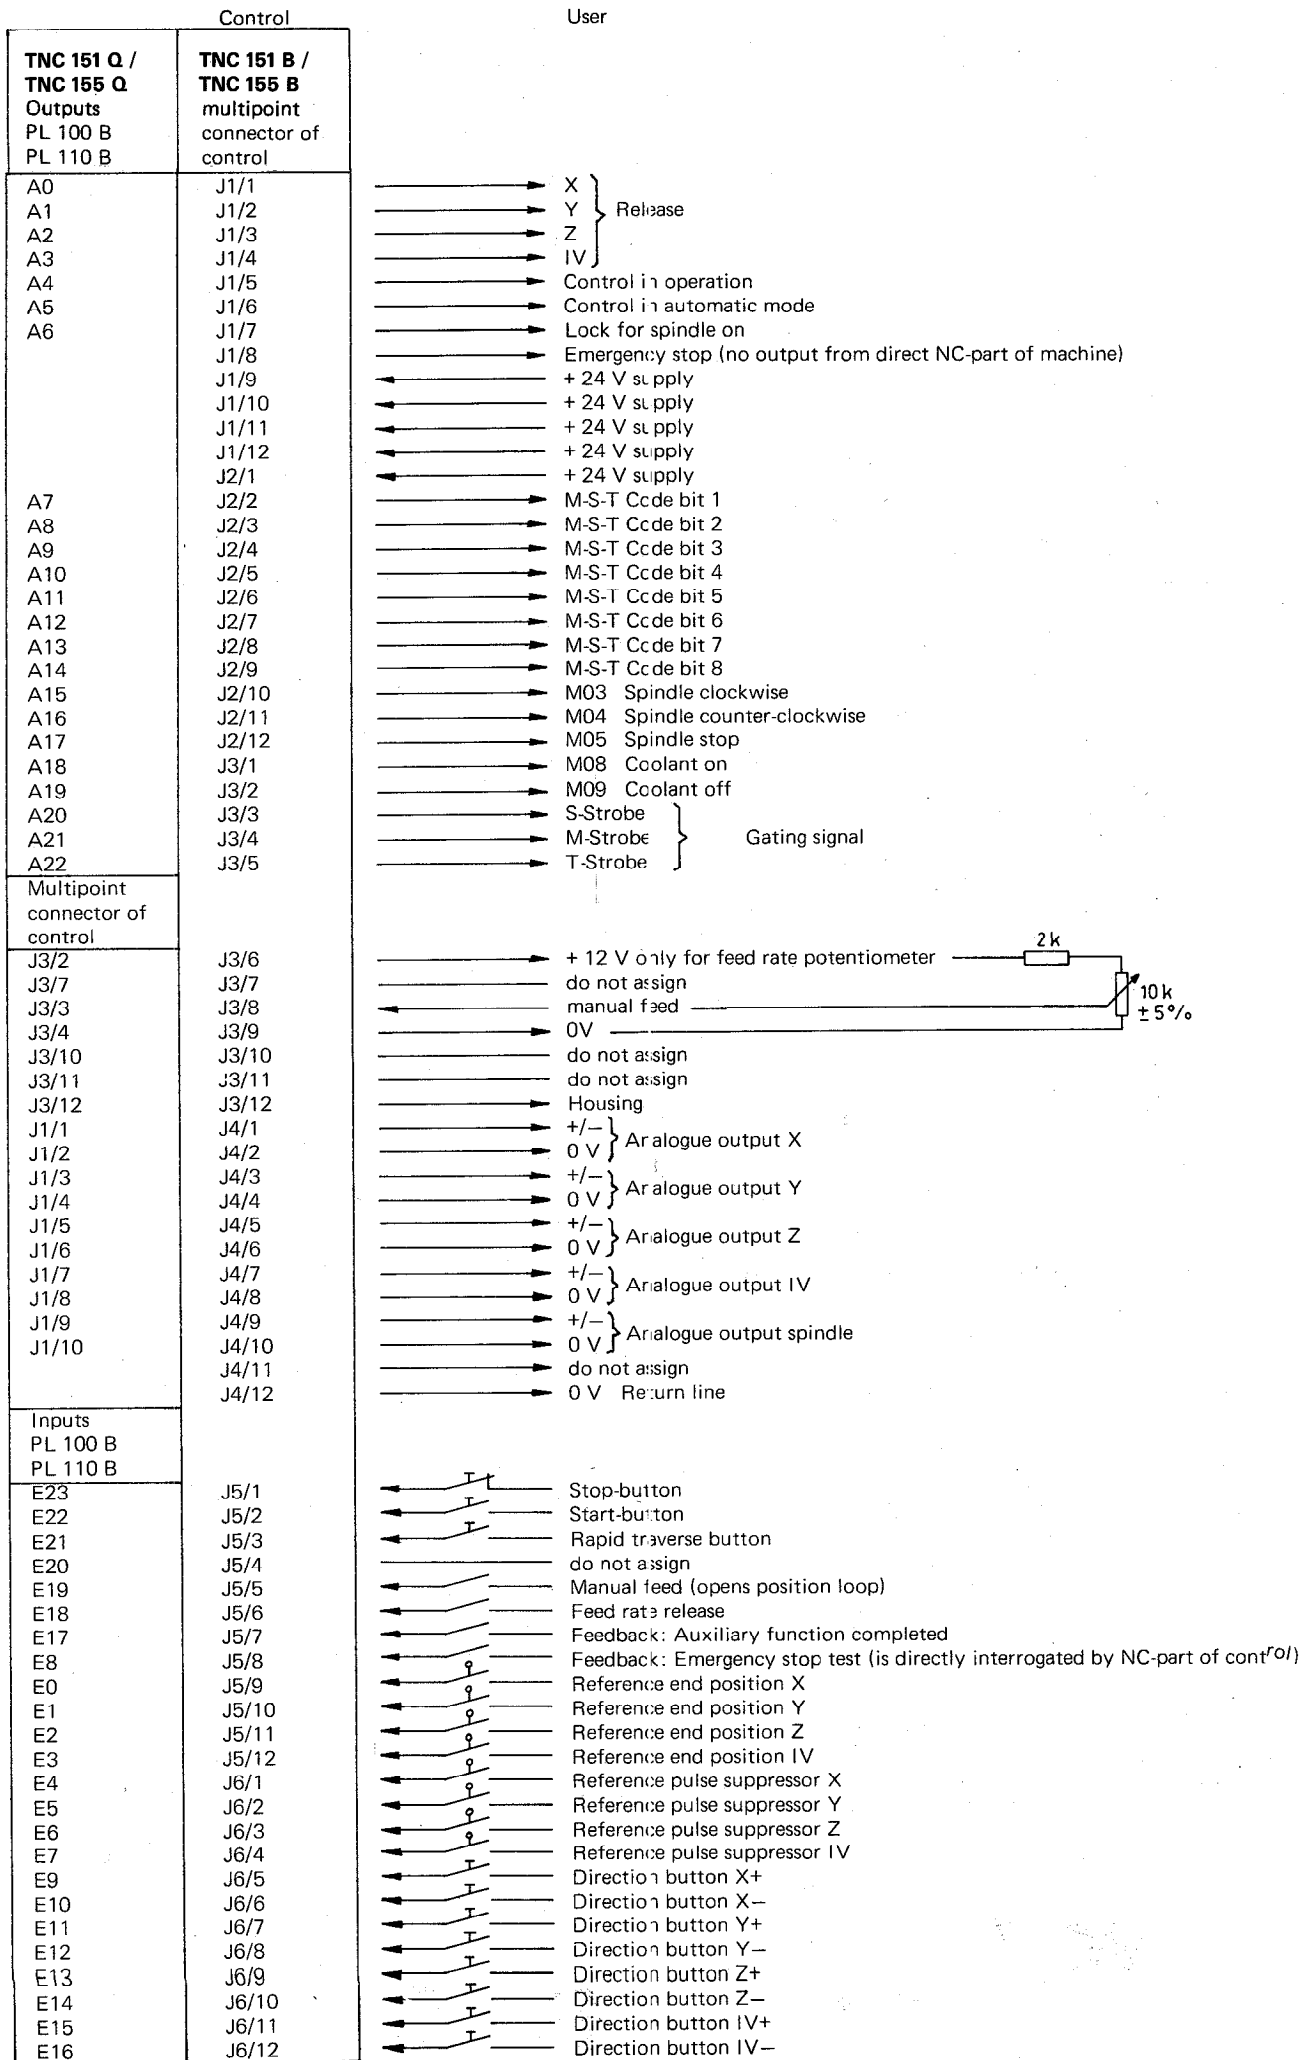 Control User
TNC 151 Q / TNC 151 B /
TNC 155 Q TNC 155 B
Outputs multipoint
PL 100 B connector of
PL 110 B control
A0 J1/1 X
A1 J1/2 Y Release
A2 J1/3 Z
A3 J1/4 IV
A4 J1/5 Control in operation
A5 J1/6 Control in automatic mode
A6 J1/7 Lock for spindle on
J1/8 Emergency stop (no output from direct NC-part of machine)
J1/9 + 24 V supply
J1/10 + 24 V supply
J1/11 + 24 V supply
J1/12 + 24 V supply
J2/1 + 24 V supply
A7 J2/2 M-S-T Code bit 1
A8 J2/3 M-S-T Code bit 2
A9 J2/4 M-S-T Code bit 3
A10 J2/5 M-S-T Code bit 4
A11 J2/6 M-S-T Code bit 5
A12 J2/7 M-S-T Code bit 6
A13 J2/8 M-S-T Code bit 7
A14 J2/9 M-S-T Code bit 8
A15 J2/10 M03 Spindle clockwise
A16 J2/11 M04 Spindle counter-clockwise
A17 J2/12 M05 Spindle stop
A18 J3/1 M08 Coolant on
A19 J3/2 M09 Coolant off
A20 J3/3 S-Strobe
A21 J3/4 M-Strobe Gating signal
A22 J3/5 T-Strobe
Multipoint
connector of
control
J3/2 J3/6 + 12 V only for feed rate potentiometer 2k
J3/7 J3/7 do not assign
J3/3 J3/8 manual feed 10k ±5%
J3/4 J3/9 0V
J3/10 J3/10 do not assign
J3/11 J3/11 do not assign
J3/12 J3/12 Housing
J1/1 J4/1 +/− Analogue output X
J1/2 J4/2 0 V
J1/3 J4/3 +/− Analogue output Y
J1/4 J4/4 0 V
J1/5 J4/5 +/− Analogue output Z
J1/6 J4/6 0 V
J1/7 J4/7 +/− Analogue output IV
J1/8 J4/8 0 V
J1/9 J4/9 +/− Analogue output spindle
J1/10 J4/10 0 V
J4/11 do not assign
J4/12 0 V Return line
Inputs
PL 100 B
PL 110 B
E23 J5/1 Stop-button
E22 J5/2 Start-button
E21 J5/3 Rapid traverse button
E20 J5/4 do not assign
E19 J5/5 Manual feed (opens position loop)
E18 J5/6 Feed rate release
E17 J5/7 Feedback: Auxiliary function completed
E8 J5/8 Feedback: Emergency stop test (is directly interrogated by NC-part of control)
E0 J5/9 Reference end position X
E1 J5/10 Reference end position Y
E2 J5/11 Reference end position Z
E3 J5/12 Reference end position IV
E4 J6/1 Reference pulse suppressor X
E5 J6/2 Reference pulse suppressor Y
E6 J6/3 Reference pulse suppressor Z
E7 J6/4 Reference pulse suppressor IV
E9 J6/5 Direction button X+
E10 J6/6 Direction button X−
E11 J6/7 Direction button Y+
E12 J6/8 Direction button Y−
E13 J6/9 Direction button Z+
E14 J6/10 Direction button Z−
E15 J6/11 Direction button IV+
E16 J6/12 Direction button IV−